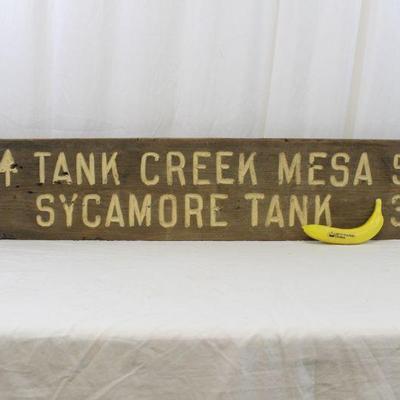 ↑ TANK CREEK MESA 5
SYCAMORE TANK 3